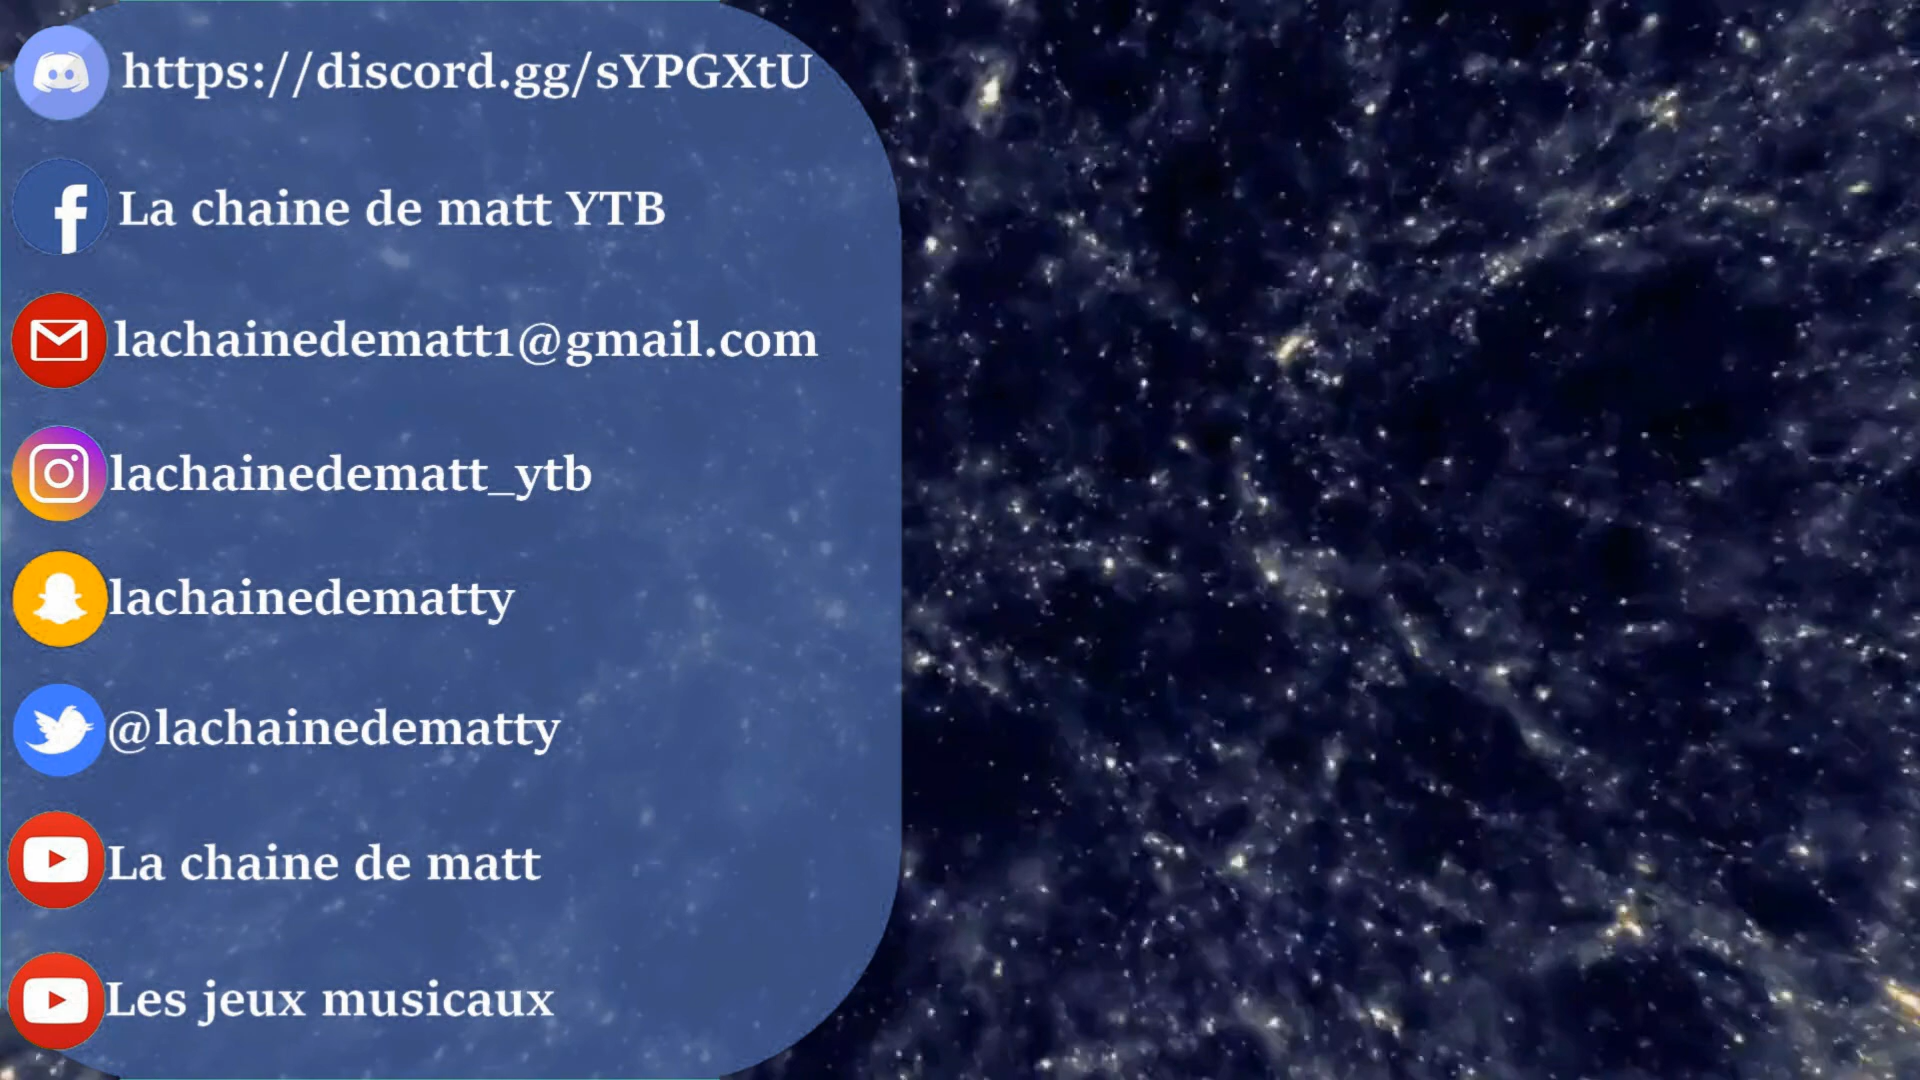 https://discord.gg/sYPGXtU
La chaine de matt YTB
lachainedematt1@gmail.com
lachainedematt_ytb
lachainedematty
@lachainedematty
La chaine de matt
Les jeux musicaux